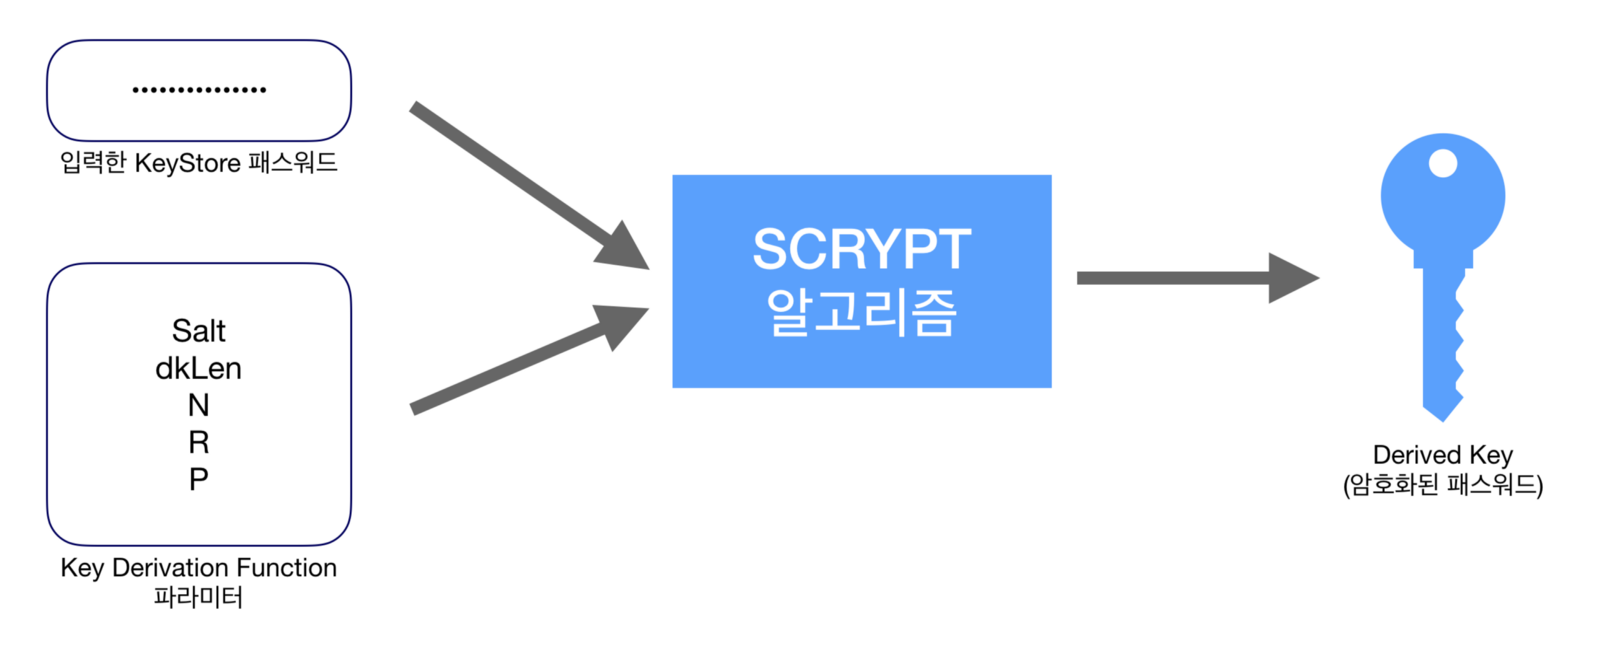 •••••••••••••••
입력한 KeyStore 패스워드
Salt
dkLen
N
R
P
Key Derivation Function
파라미터
SCRYPT
알고리즘
Derived Key
(암호화된 패스워드)